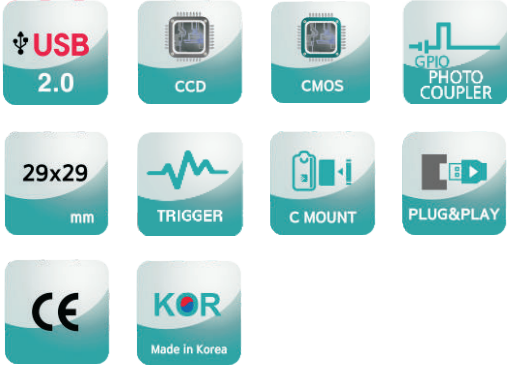 USB
2.0
CCD
CMOS
GPIO
PHOTO
COUPLER
29x29
mm
TRIGGER
C MOUNT
PLUG&PLAY
CE
KOR
Made in Korea